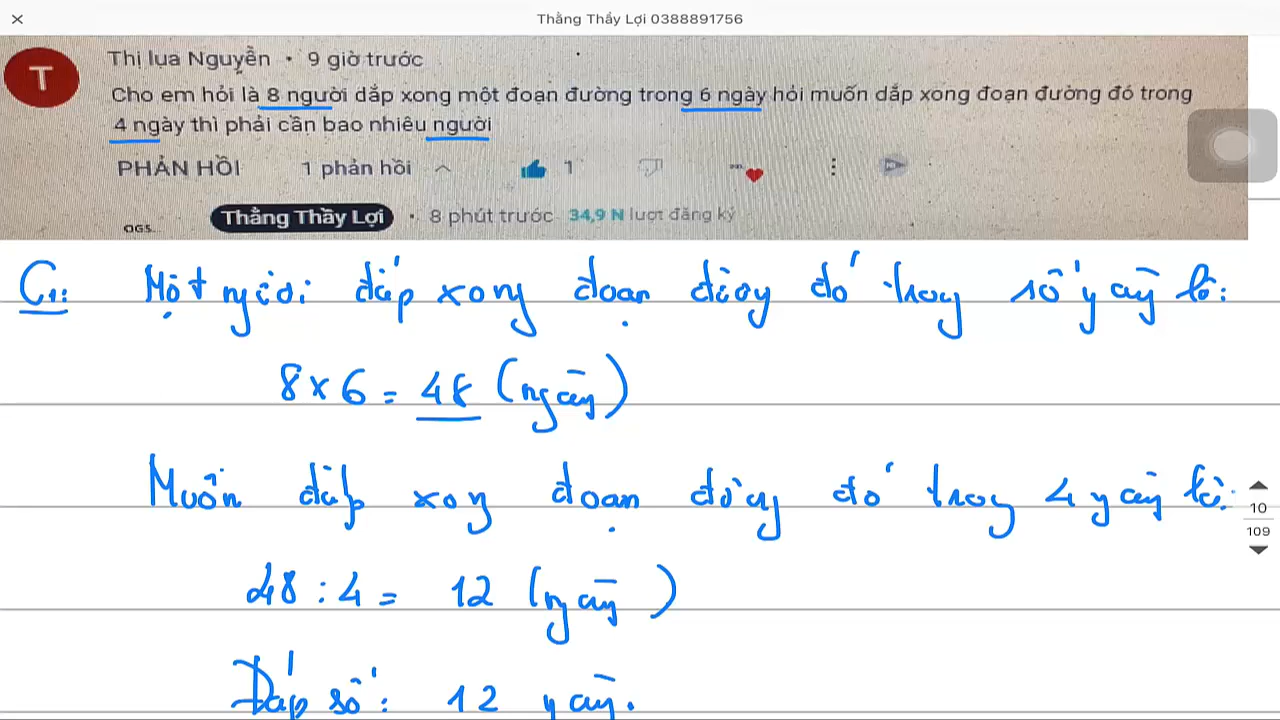 Thằng Thầy Lợi 0388891756
T
Thị lụa Nguyễn • 9 giờ trước
Cho em hỏi là 8 người dắp xong một đoạn đường trong 6 ngày hỏi muốn dắp xong đoạn đường đó trong
4 ngày thì phải cần bao nhiêu người
PHẢN HỒI 1 phản hồi 1
Thằng Thầy Lợi • 8 phút trước 34,9 N lượt đăng ký
C1: Một người đắp xong đoạn đường đó trong số ngày là:
8 x 6 = 48 (ngày)
Muốn đắp xong đoạn đường đó trong 4 ngày là:
10
109
48 : 4 = 12 (ngày)
Đáp số: 12 ngày.